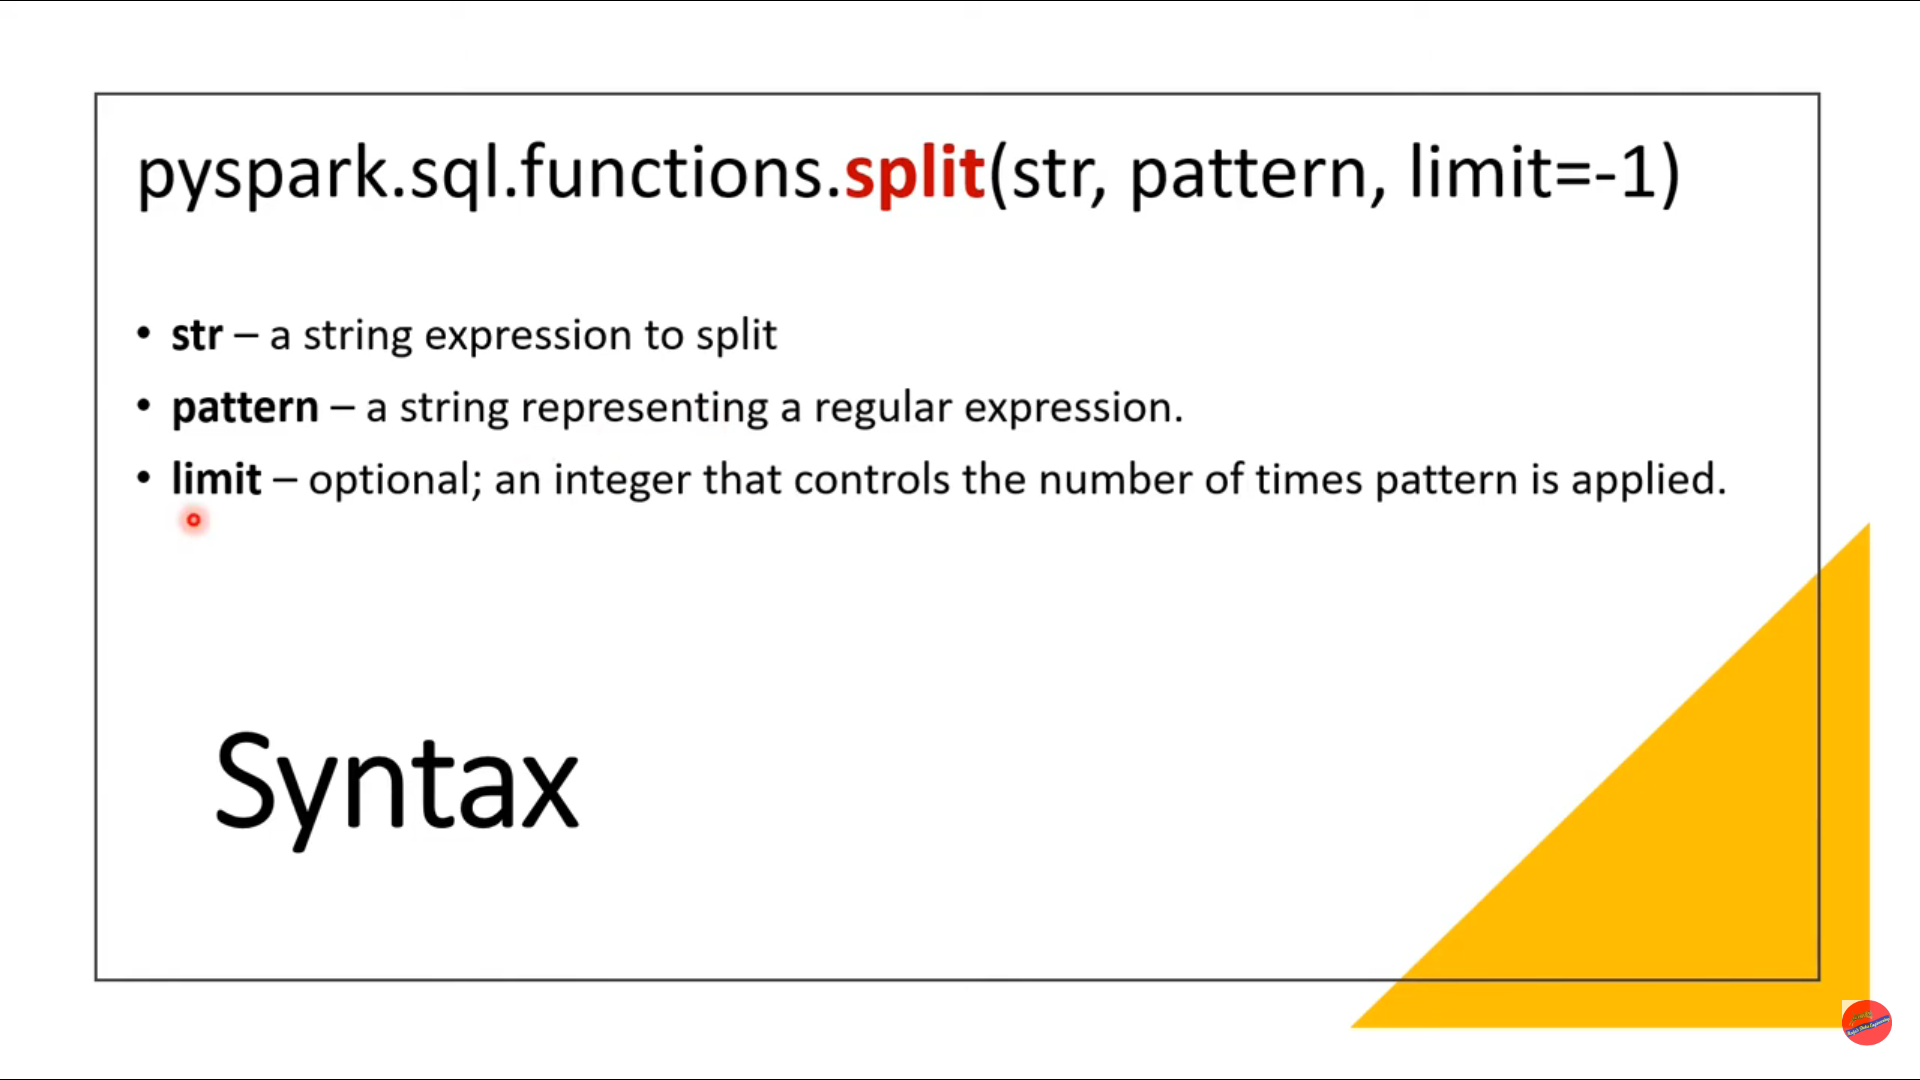 pyspark.sql.functions.split(str, pattern, limit=-1)
• str – a string expression to split
• pattern – a string representing a regular expression.
• limit – optional; an integer that controls the number of times pattern is applied.
Syntax